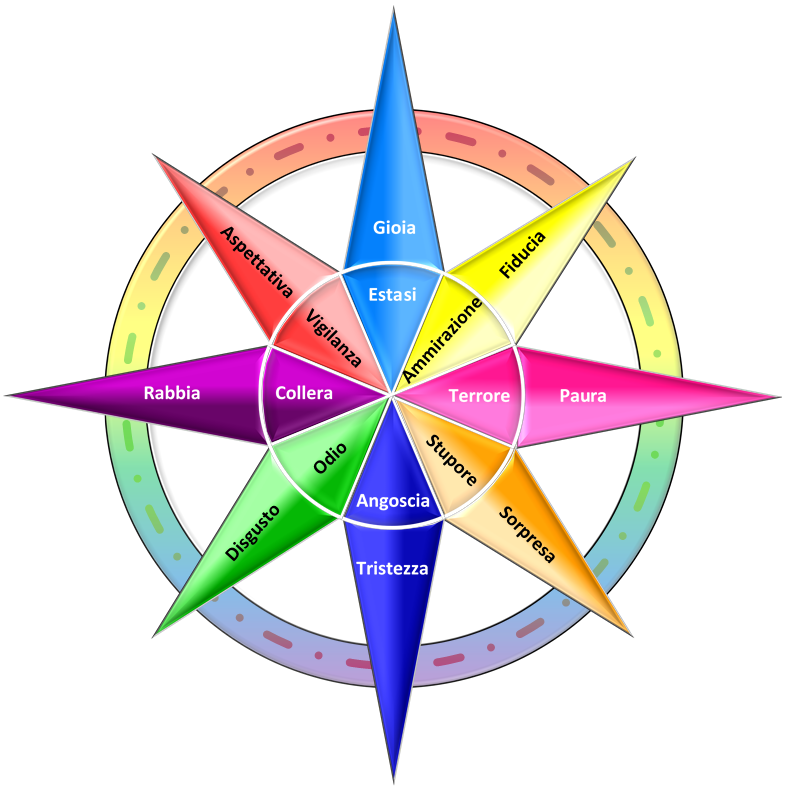 Gioia
Estasi
Fiducia
Ammirazione
Aspettativa
Vigilanza
Rabbia
Collera
Terrore
Paura
Odio
Disgusto
Stupore
Sorpresa
Angoscia
Tristezza